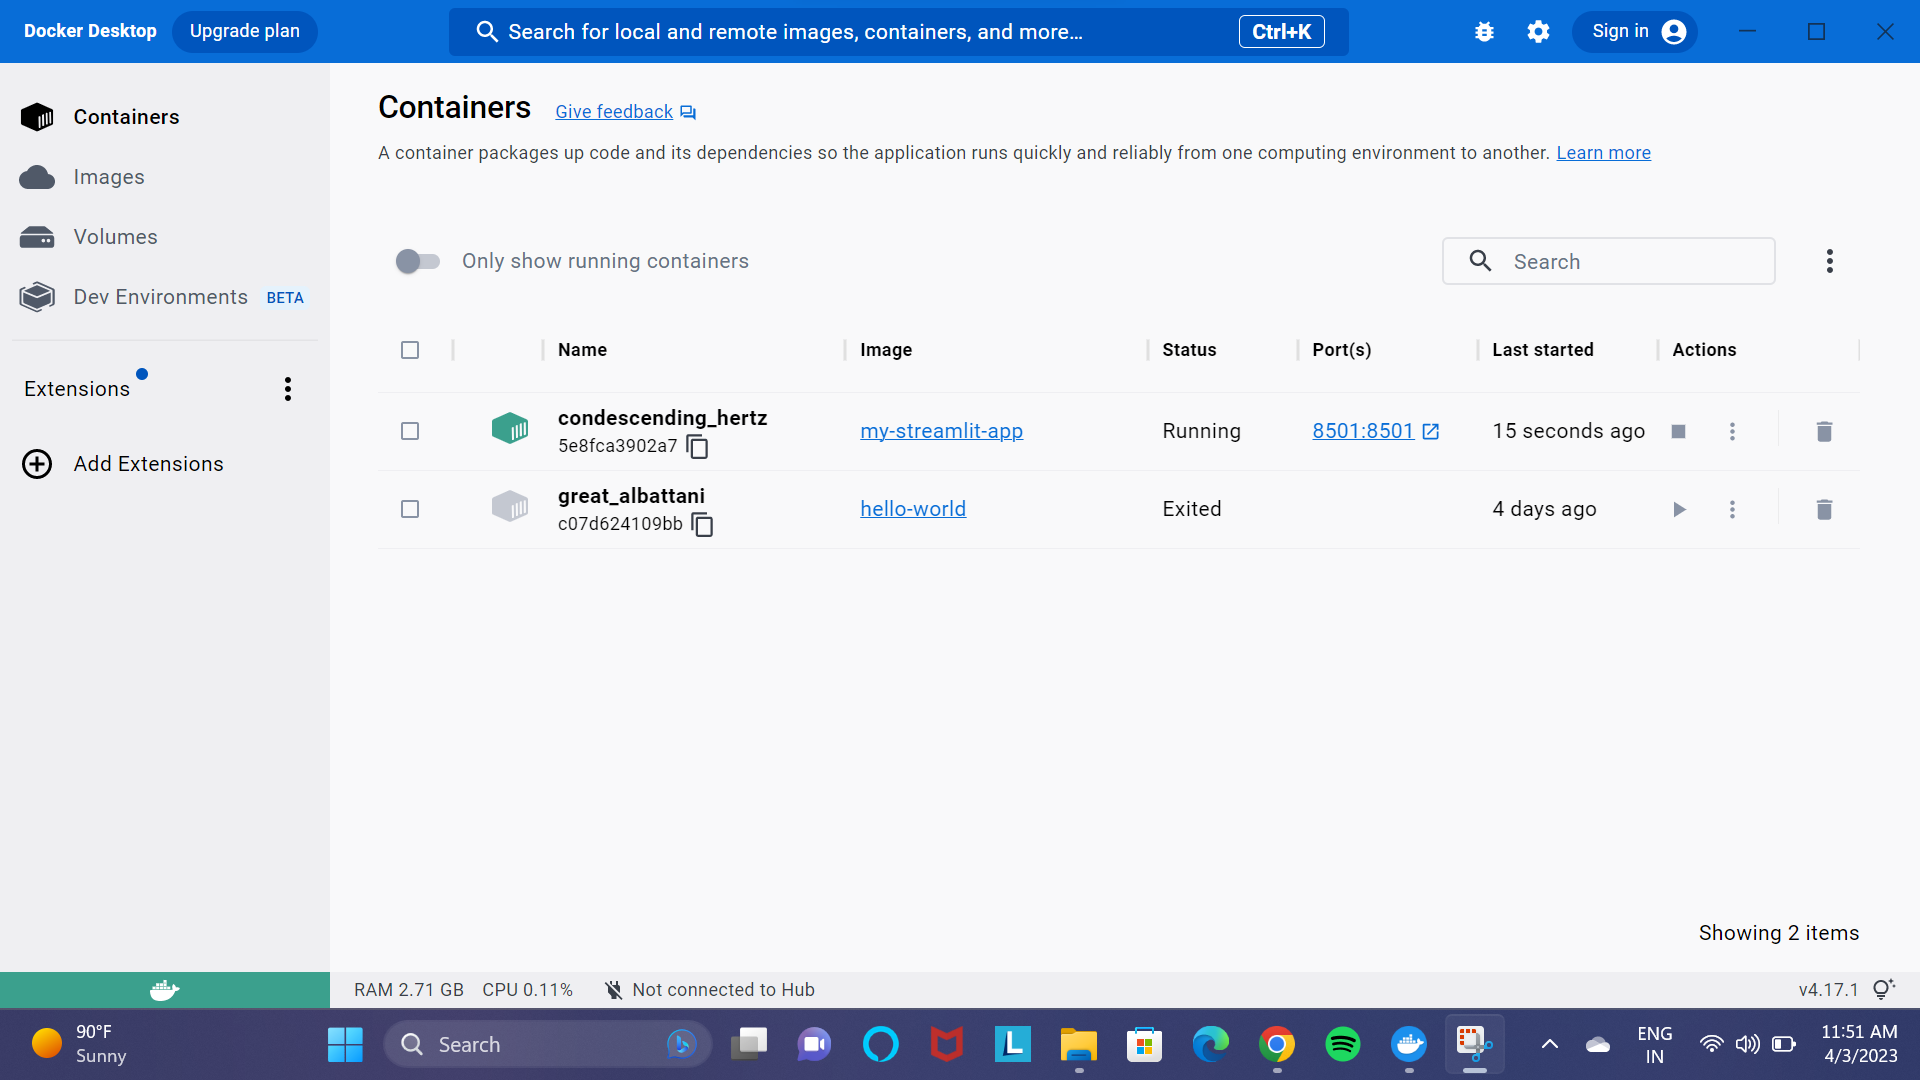 Docker Desktop Upgrade plan Search for local and remote images, containers, and more... Ctrl+K Sign in
Containers
Images
Volumes
Dev Environments BETA
Extensions
Add Extensions
Containers Give feedback
A container packages up code and its dependencies so the application runs quickly and reliably from one computing environment to another. Learn more
Only show running containers Search
Name Image Status Port(s) Last started Actions
condescending_hertz
5e8fca3902a7 my-streamlit-app Running 8501:8501 15 seconds ago
great_albattani
c07d624109bb hello-world Exited 4 days ago
Showing 2 items
RAM 2.71 GB CPU 0.11% Not connected to Hub v4.17.1
90°F
Sunny
Search
L
ENG
IN
11:51 AM
4/3/2023